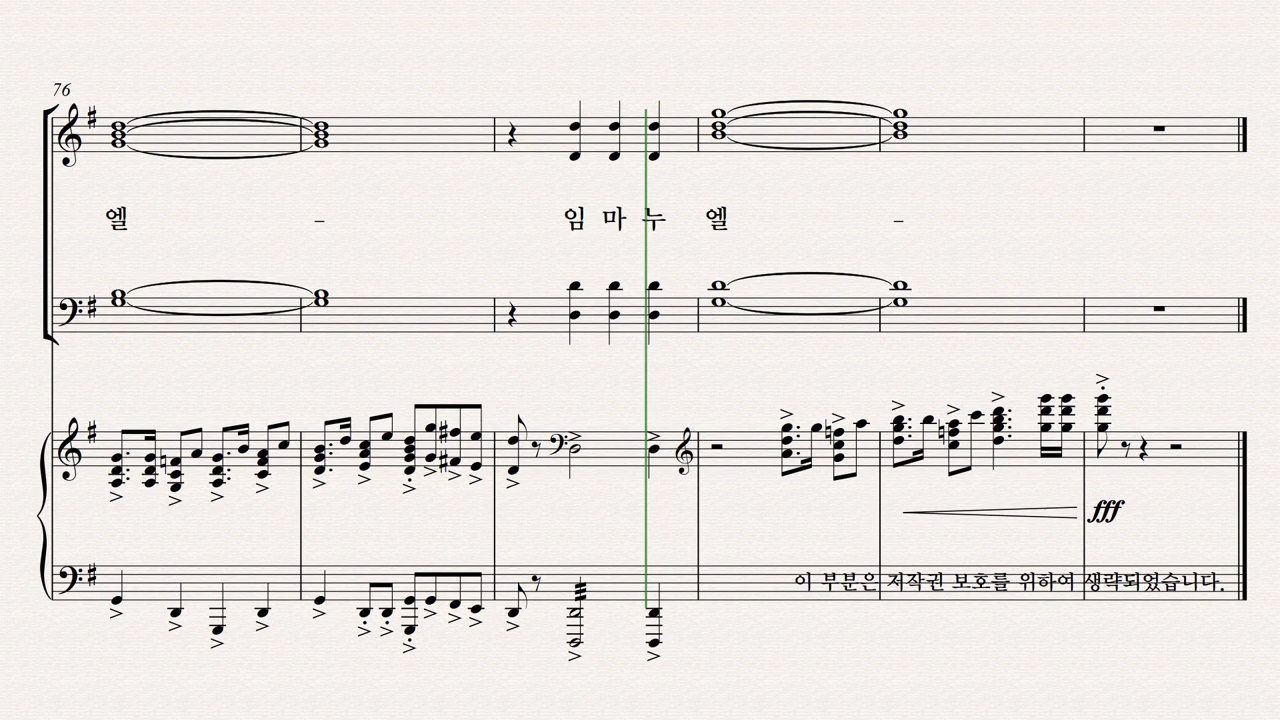 76
엘 - 임 마 누 엘 -
fff
이 부분은 저작권 보호를 위하여 생략되었습니다.